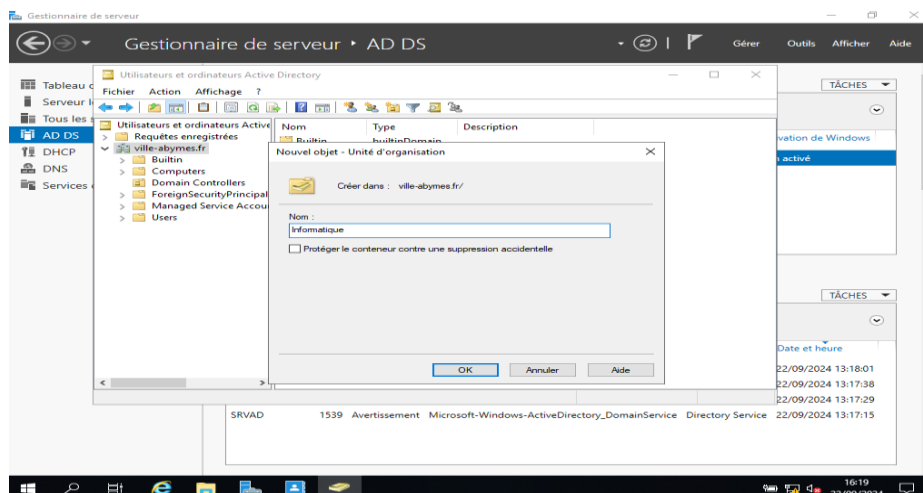 Gestionnaire de serveur
Gestionnaire de serveur ‣ AD DS
Gérer Outils Afficher Aide
Tableau
Serveur
Tous les
AD DS
DHCP
DNS
Services
Utilisateurs et ordinateurs Active Directory
Fichier Action Affichage ?
Utilisateurs et ordinateurs Active
Requêtes enregistrées
ville-abymes.fr
Builtin
Computers
Domain Controllers
ForeignSecurityPrincipal
Managed Service Accou
Users
Nom Type Description
Builtin builtinDomain
Nouvel objet - Unité d'organisation
Créer dans : ville-abymes.fr/
Nom :
Informatique
Protéger le conteneur contre une suppression accidentelle
OK Annuler Aide
TÂCHES
vation de Windows
activé
TÂCHES
Date et heure
22/09/2024 13:18:01
22/09/2024 13:17:38
22/09/2024 13:17:29
SRVAD 1539 Avertissement Microsoft-Windows-ActiveDirectory_DomainService Directory Service 22/09/2024 13:17:15
16:19
22/09/2024